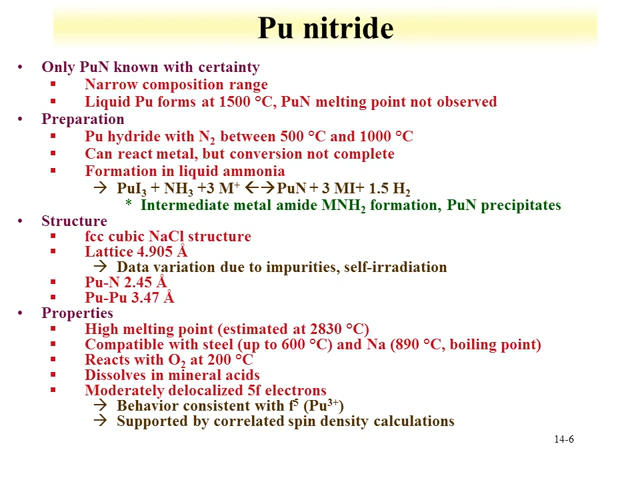 Pu nitride
• Only PuN known with certainty
▪ Narrow composition range
▪ Liquid Pu forms at 1500 °C, PuN melting point not observed
• Preparation
▪ Pu hydride with N₂ between 500 °C and 1000 °C
▪ Can react metal, but conversion not complete
▪ Formation in liquid ammonia
→ PuI₃ + NH₃ +3 M⁺ ←→PuN + 3 MI+ 1.5 H₂
* Intermediate metal amide MNH₂ formation, PuN precipitates
• Structure
▪ fcc cubic NaCl structure
▪ Lattice 4.905 Å
→ Data variation due to impurities, self-irradiation
▪ Pu-N 2.45 Å
▪ Pu-Pu 3.47 Å
• Properties
▪ High melting point (estimated at 2830 °C)
▪ Compatible with steel (up to 600 °C) and Na (890 °C, boiling point)
▪ Reacts with O₂ at 200 °C
▪ Dissolves in mineral acids
▪ Moderately delocalized 5f electrons
→ Behavior consistent with f⁵ (Pu³⁺)
→ Supported by correlated spin density calculations
14-6